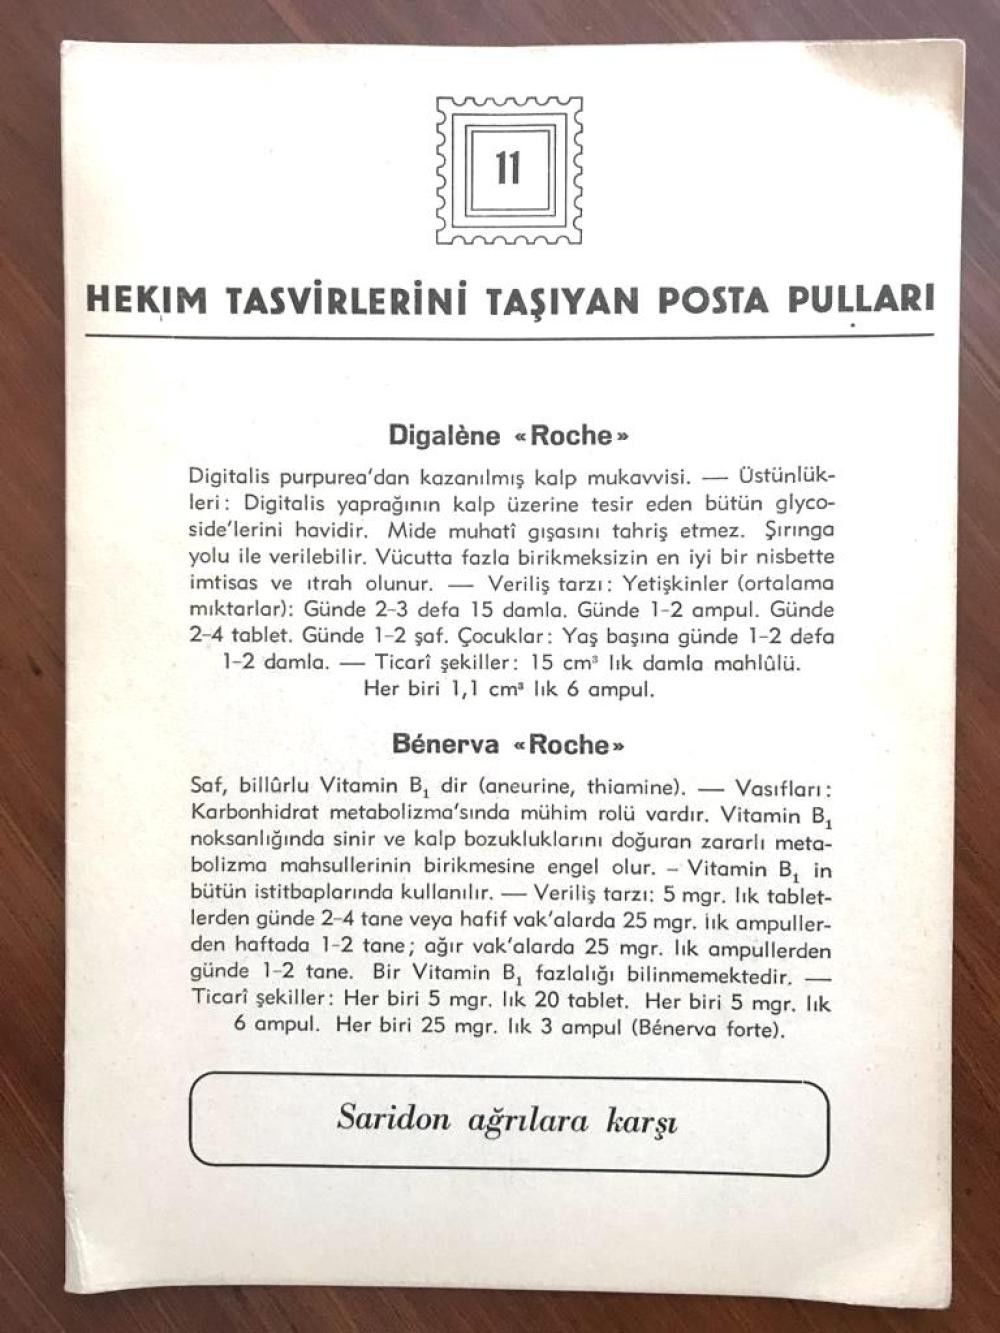 11
HEKIM TASVİRLERİNİ TAŞIYAN POSTA PULLARI
Digalène «Roche»
Digitalis purpurea'dan kazanılmış kalp mukavvisi. — Üstünlük-
leri: Digitalis yaprağının kalp üzerine tesir eden bütün glyco-
side'lerini havidir. Mide muhatî gışasını tahriş etmez. Şırınga
yolu ile verilebilir. Vücutta fazla birikmeksizin en iyi bir nisbette
imtisas ve ıtrah olunur. — Veriliş tarzı: Yetişkinler (ortalama
mıktarlar): Günde 2-3 defa 15 damla. Günde 1-2 ampul. Günde
2-4 tablet. Günde 1-2 şaf. Çocuklar: Yaş başına günde 1-2 defa
1-2 damla. — Ticarî şekiller: 15 cm³ lık damla mahlûlü.
Her biri 1,1 cm³ lık 6 ampul.
Bénerva «Roche»
Saf, billûrlu Vitamin B₁ dir (aneurine, thiamine). — Vasıfları:
Karbonhidrat metabolizma'sında mühim rolü vardır. Vitamin B₁
noksanlığında sinir ve kalp bozukluklarını doğuran zararlı meta-
bolizma mahsullerinin birikmesine engel olur. – Vitamin B₁ in
bütün istitbaplarında kullanılır. — Veriliş tarzı: 5 mgr. lık tablet-
lerden günde 2-4 tane veya hafif vak'alarda 25 mgr. lık ampuller-
den haftada 1-2 tane; ağır vak'alarda 25 mgr. lık ampullerden
günde 1-2 tane. Bir Vitamin B₁ fazlalığı bilinmemektedir. —
Ticarî şekiller: Her biri 5 mgr. lık 20 tablet. Her biri 5 mgr. lık
6 ampul. Her biri 25 mgr. lık 3 ampul (Bénerva forte).
Saridon ağrılara karşı